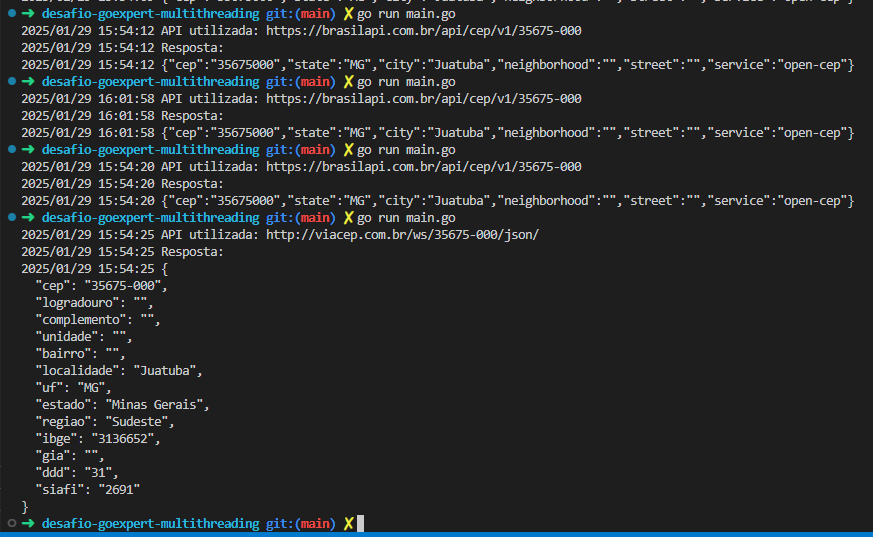 ➜ desafio-goexpert-multithreading git:(main) ✗ go run main.go
2025/01/29 15:54:12 API utilizada: https://brasilapi.com.br/api/cep/v1/35675-000
2025/01/29 15:54:12 Resposta:
2025/01/29 15:54:12 {"cep":"35675000","state":"MG","city":"Juatuba","neighborhood":"","street":"","service":"open-cep"}
➜ desafio-goexpert-multithreading git:(main) ✗ go run main.go
2025/01/29 16:01:58 API utilizada: https://brasilapi.com.br/api/cep/v1/35675-000
2025/01/29 16:01:58 Resposta:
2025/01/29 16:01:58 {"cep":"35675000","state":"MG","city":"Juatuba","neighborhood":"","street":"","service":"open-cep"}
➜ desafio-goexpert-multithreading git:(main) ✗ go run main.go
2025/01/29 15:54:20 API utilizada: https://brasilapi.com.br/api/cep/v1/35675-000
2025/01/29 15:54:20 Resposta:
2025/01/29 15:54:20 {"cep":"35675000","state":"MG","city":"Juatuba","neighborhood":"","street":"","service":"open-cep"}
➜ desafio-goexpert-multithreading git:(main) ✗ go run main.go
2025/01/29 15:54:25 API utilizada: http://viacep.com.br/ws/35675-000/json/
2025/01/29 15:54:25 Resposta:
2025/01/29 15:54:25 {
"cep": "35675-000",
"logradouro": "",
"complemento": "",
"unidade": "",
"bairro": "",
"localidade": "Juatuba",
"uf": "MG",
"estado": "Minas Gerais",
"regiao": "Sudeste",
"ibge": "3136652",
"gia": "",
"ddd": "31",
"siafi": "2691"
}
➜ desafio-goexpert-multithreading git:(main) ✗